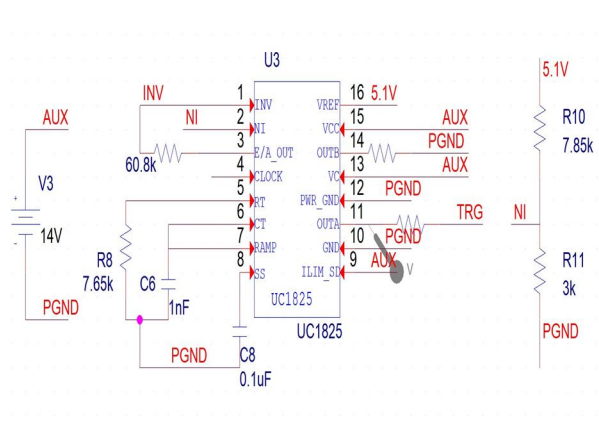 U3
5.1V
INV
1
16
5.1V
INV
VREF
AUX
NI
2
15
AUX
R10
NI
VCC
3
14
PGND
7.85k
60.8k
E/A_OUT
OUTB
4
13
AUX
V3
CLOCK
VC
5
12
PGND
RT
PWR_GND
6
11
TRG
NI
14V
CT
OUTA
7
10
PGND
RAMP
GND
R8
8
9
AUX
R11
7.65k
C6
SS
ILIM_SD
V
3k
PGND
1nF
UC1825
UC1825
PGND
PGND
C8
0.1uF